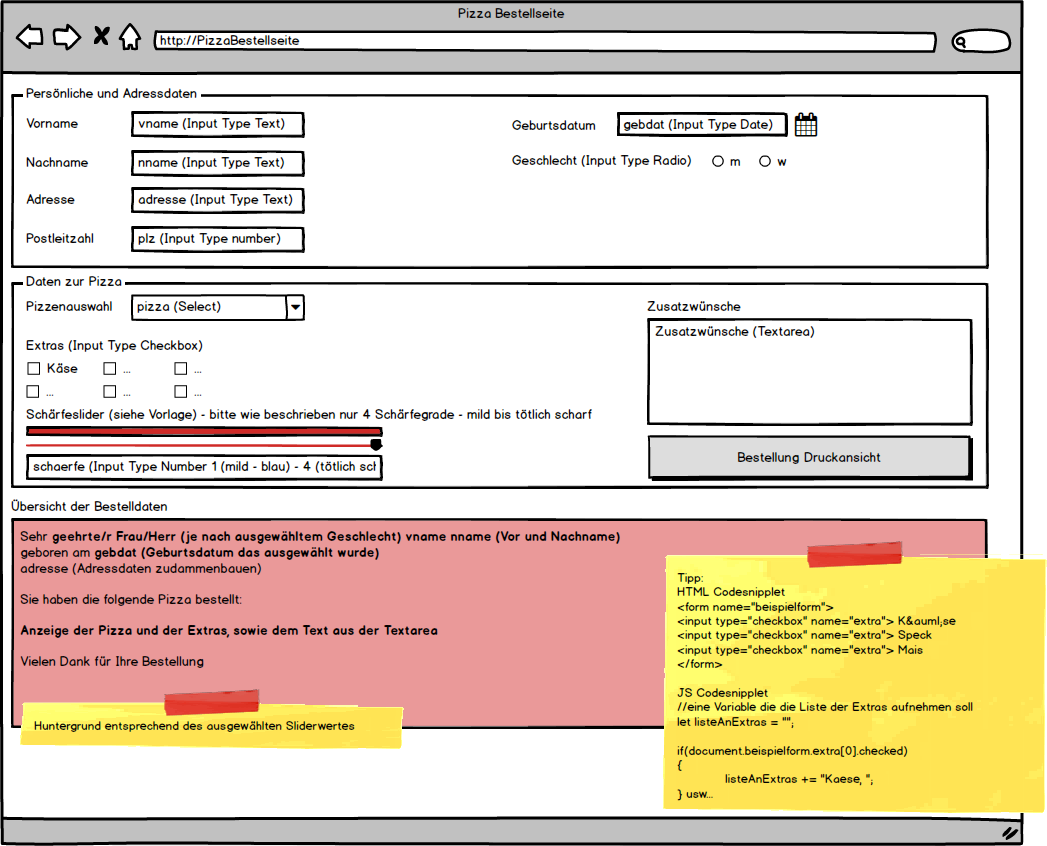 Pizza Bestellseite
http://PizzaBestellseite
Persönliche und Adressdaten
Vorname
vname (Input Type Text)
Geburtsdatum
gebdat (Input Type Date)
Nachname
nname (Input Type Text)
Geschlecht (Input Type Radio)
m
w
Adresse
adresse (Input Type Text)
Postleitzahl
plz (Input Type number)
Daten zur Pizza
Pizzenauswahl
pizza (Select)
Zusatzwünsche
Zusatzwünsche (Textarea)
Extras (Input Type Checkbox)
Käse
...
...
...
...
...
Schärfeslider (siehe Vorlage) - bitte wie beschrieben nur 4 Schärfegrade - mild bis tötlich scharf
schaerfe (Input Type Number 1 (mild - blau) - 4 (tötlich sch
Bestellung Druckansicht
Übersicht der Bestelldaten
Sehr geehrte/r Frau/Herr (je nach ausgewähltem Geschlecht) vname nname (Vor und Nachname)
geboren am gebdat (Geburtsdatum das ausgewählt wurde)
adresse (Adressdaten zudammenbauen)
Sie haben die folgende Pizza bestellt:
Anzeige der Pizza und der Extras, sowie dem Text aus der Textarea
Vielen Dank für Ihre Bestellung
Huntergrund entsprechend des ausgewählten Sliderwertes
Tipp:
HTML Codesnipplet
<form name="beispielform">
<input type="checkbox" name="extra"> K&auml;se
<input type="checkbox" name="extra"> Speck
<input type="checkbox" name="extra"> Mais
</form>
JS Codesnipplet
//eine Variable die die Liste der Extras aufnehmen soll
let listeAnExtras = "";
if(document.beispielform.extra[0].checked)
{
listeAnExtras += "Kaese, ";
} usw...